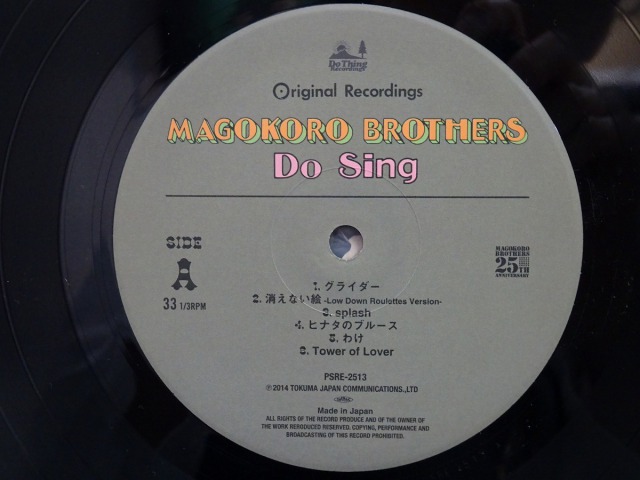 Do Thing
Recordings
Original Recordings
MAGOKORO BROTHERS
Do Sing
SIDE
A
33 1/3RPM
MAGOKORO
BROTHERS
25TH
ANNIVERSARY
1. グライダー
2. 消えない絵 -Low Down Roulettes Version-
3. splash
4. ヒナタのブルース
5. わけ
6. Tower of Lover
PSRE-2513
Ⓟ2014 TOKUMA JAPAN COMMUNICATIONS.,LTD
Made in Japan
ALL RIGHTS OF THE RECORD PRODUCE AND OF THE OWNER OF
THE WORK RERODUCED RESERVED. COPYING, PERFORMANCE AND
BROADCASTING OF THIS RECORD PROHIBITED.